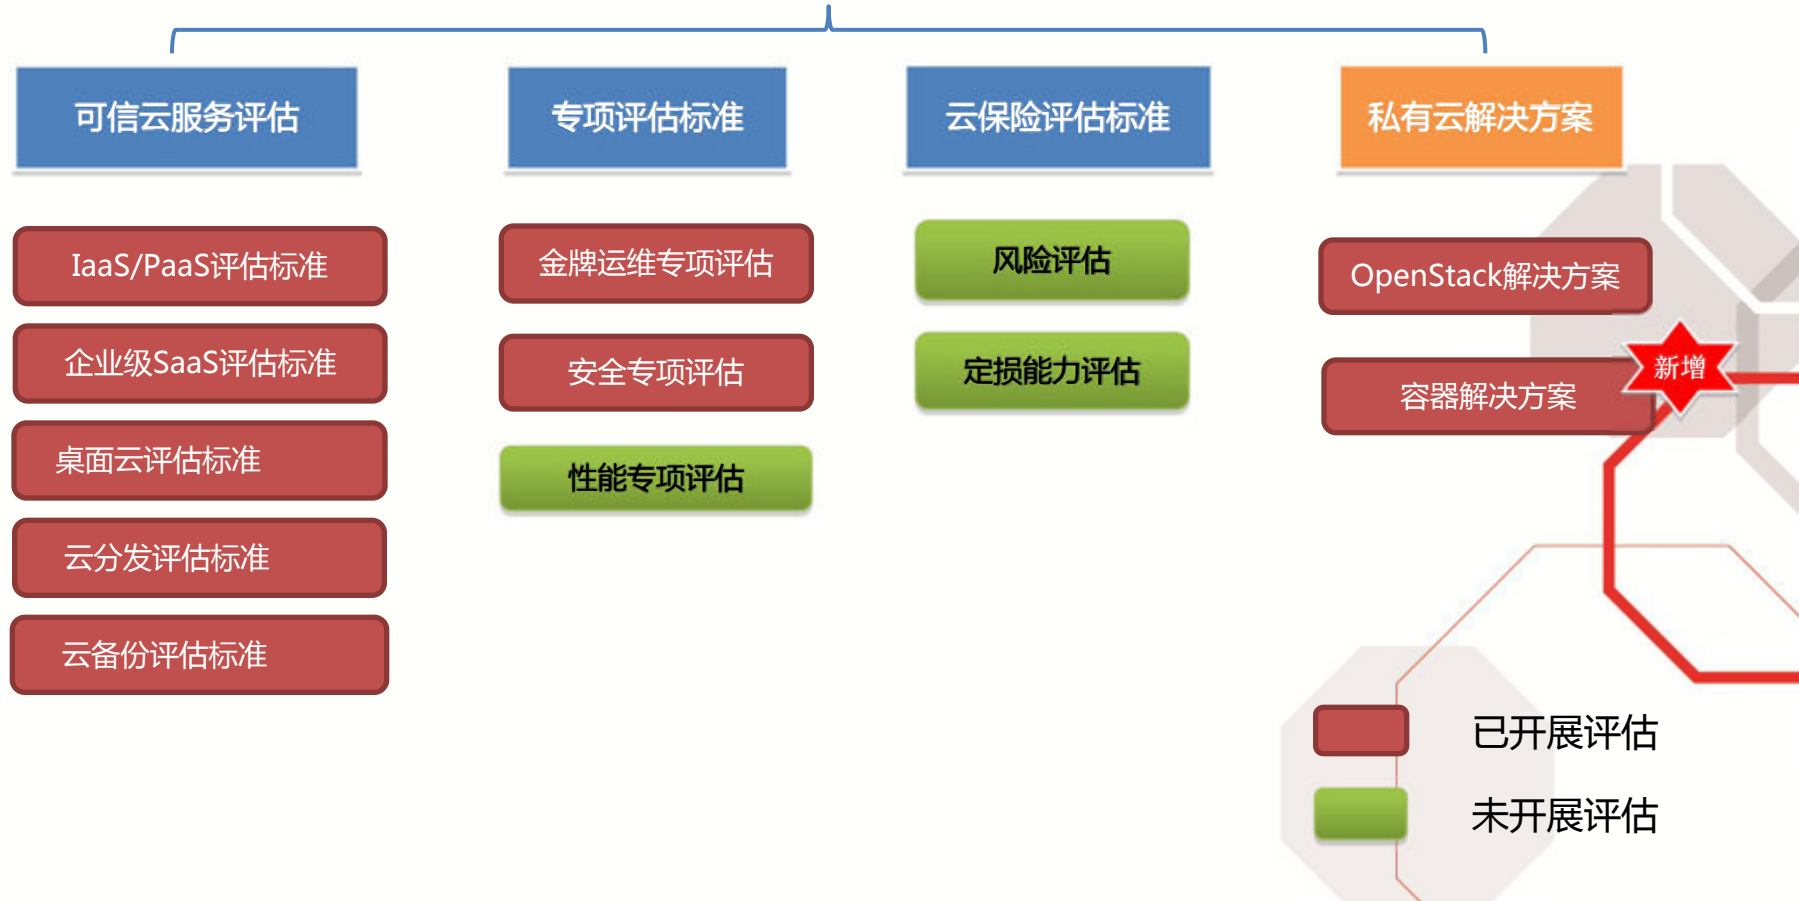 可信云服务评估
专项评估标准
云保险评估标准
私有云解决方案
IaaS/PaaS评估标准
企业级SaaS评估标准
桌面云评估标准
云分发评估标准
云备份评估标准
金牌运维专项评估
安全专项评估
性能专项评估
风险评估
定损能力评估
OpenStack解决方案
新增
容器解决方案
已开展评估
未开展评估